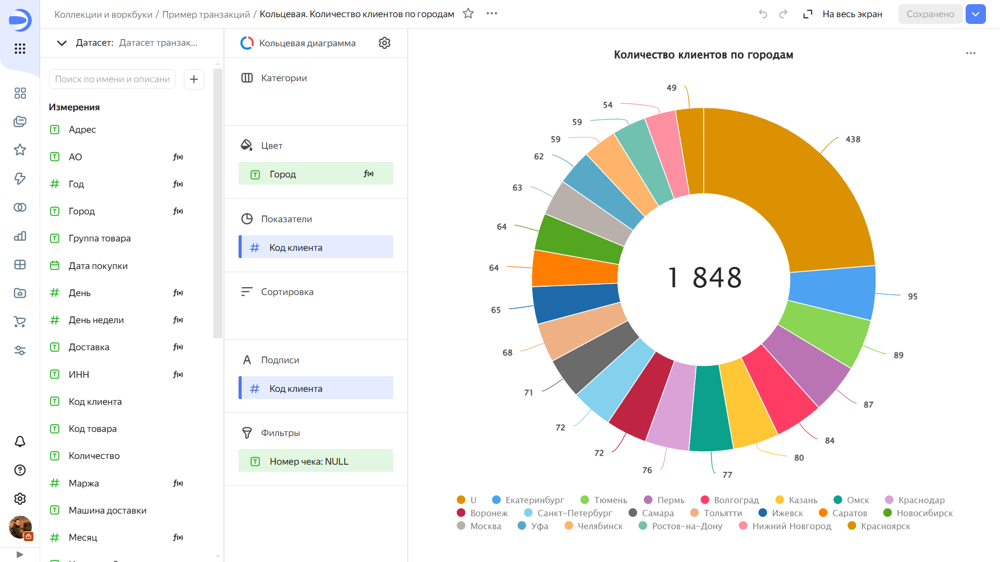 Коллекции и воркбуки / Пример транзакций / Кольцевая. Количество клиентов по городам
На весь экран
Сохранено
Датасет: Датасет транзак...
Поиск по имени и описани
Измерения
Адрес
АО
Год
Город
Группа товара
Дата покупки
День
День недели
Доставка
ИНН
Код клиента
Код товара
Количество
Маржа
Машина доставки
Месяц
Кольцевая диаграмма
Категории
Цвет
Город
Показатели
Код клиента
Сортировка
Подписи
Код клиента
Фильтры
Номер чека: NULL
Количество клиентов по городам
49
54
59
59
62
63
64
64
65
68
71
72
72
76
77
80
84
87
89
95
438
1 848
U Екатеринбург Тюмень Пермь Волгоград Казань Омск Краснодар
Воронеж Санкт-Петербург Самара Тольятти Ижевск Саратов Новосибирск
Москва Уфа Челябинск Ростов-на-Дону Нижний Новгород Красноярск